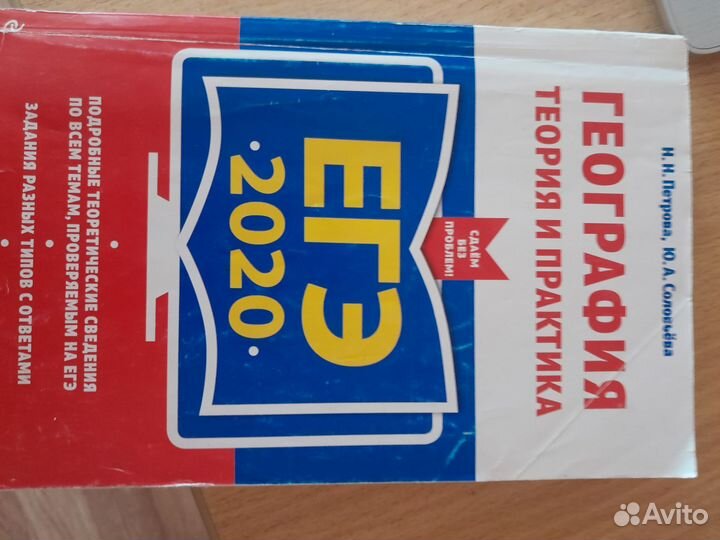 Н. Н. Петрова, Ю. А. Соловьёва
ГЕОГРАФИЯ
ТЕОРИЯ И ПРАКТИКА
СДАЁМ
БЕЗ
ПРОБЛЕМ!
ЕГЭ
·2020·
• ПОДРОБНЫЕ ТЕОРЕТИЧЕСКИЕ СВЕДЕНИЯ
ПО ВСЕМ ТЕМАМ, ПРОВЕРЯЕМЫМ НА ЕГЭ
• ЗАДАНИЯ РАЗНЫХ ТИПОВ С ОТВЕТАМИ
Avito